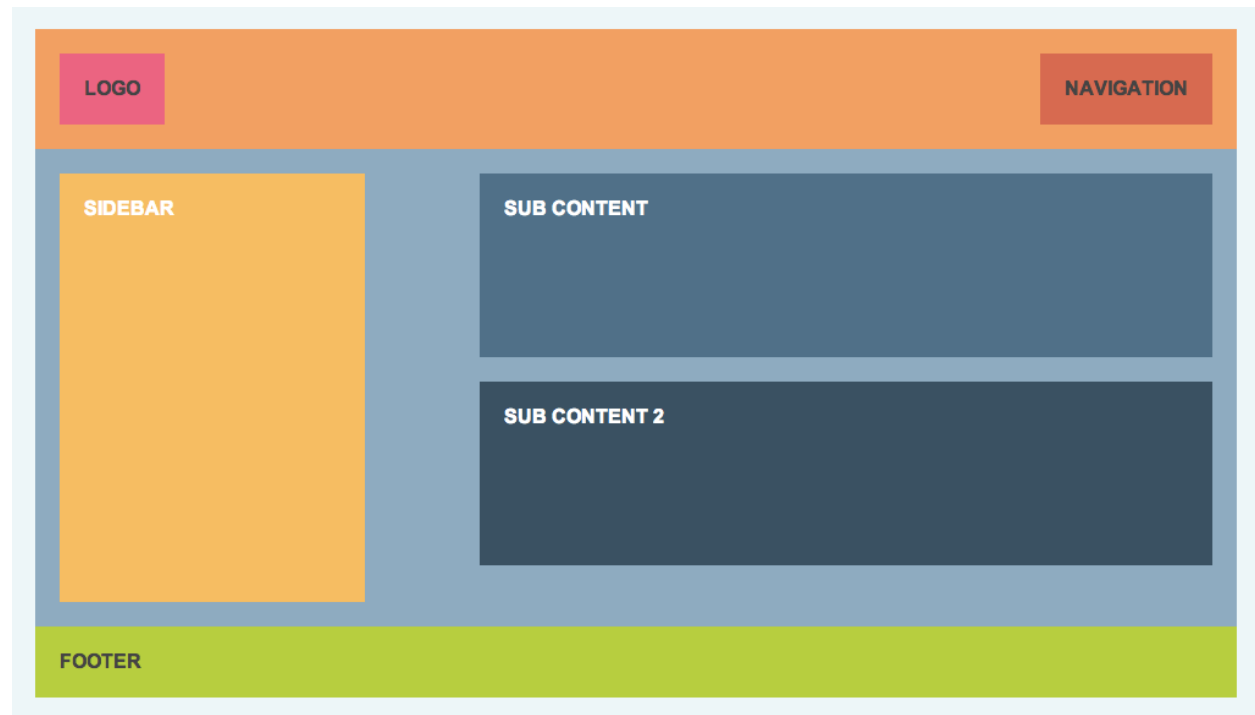 LOGO
NAVIGATION
SIDEBAR
SUB CONTENT
SUB CONTENT 2
FOOTER